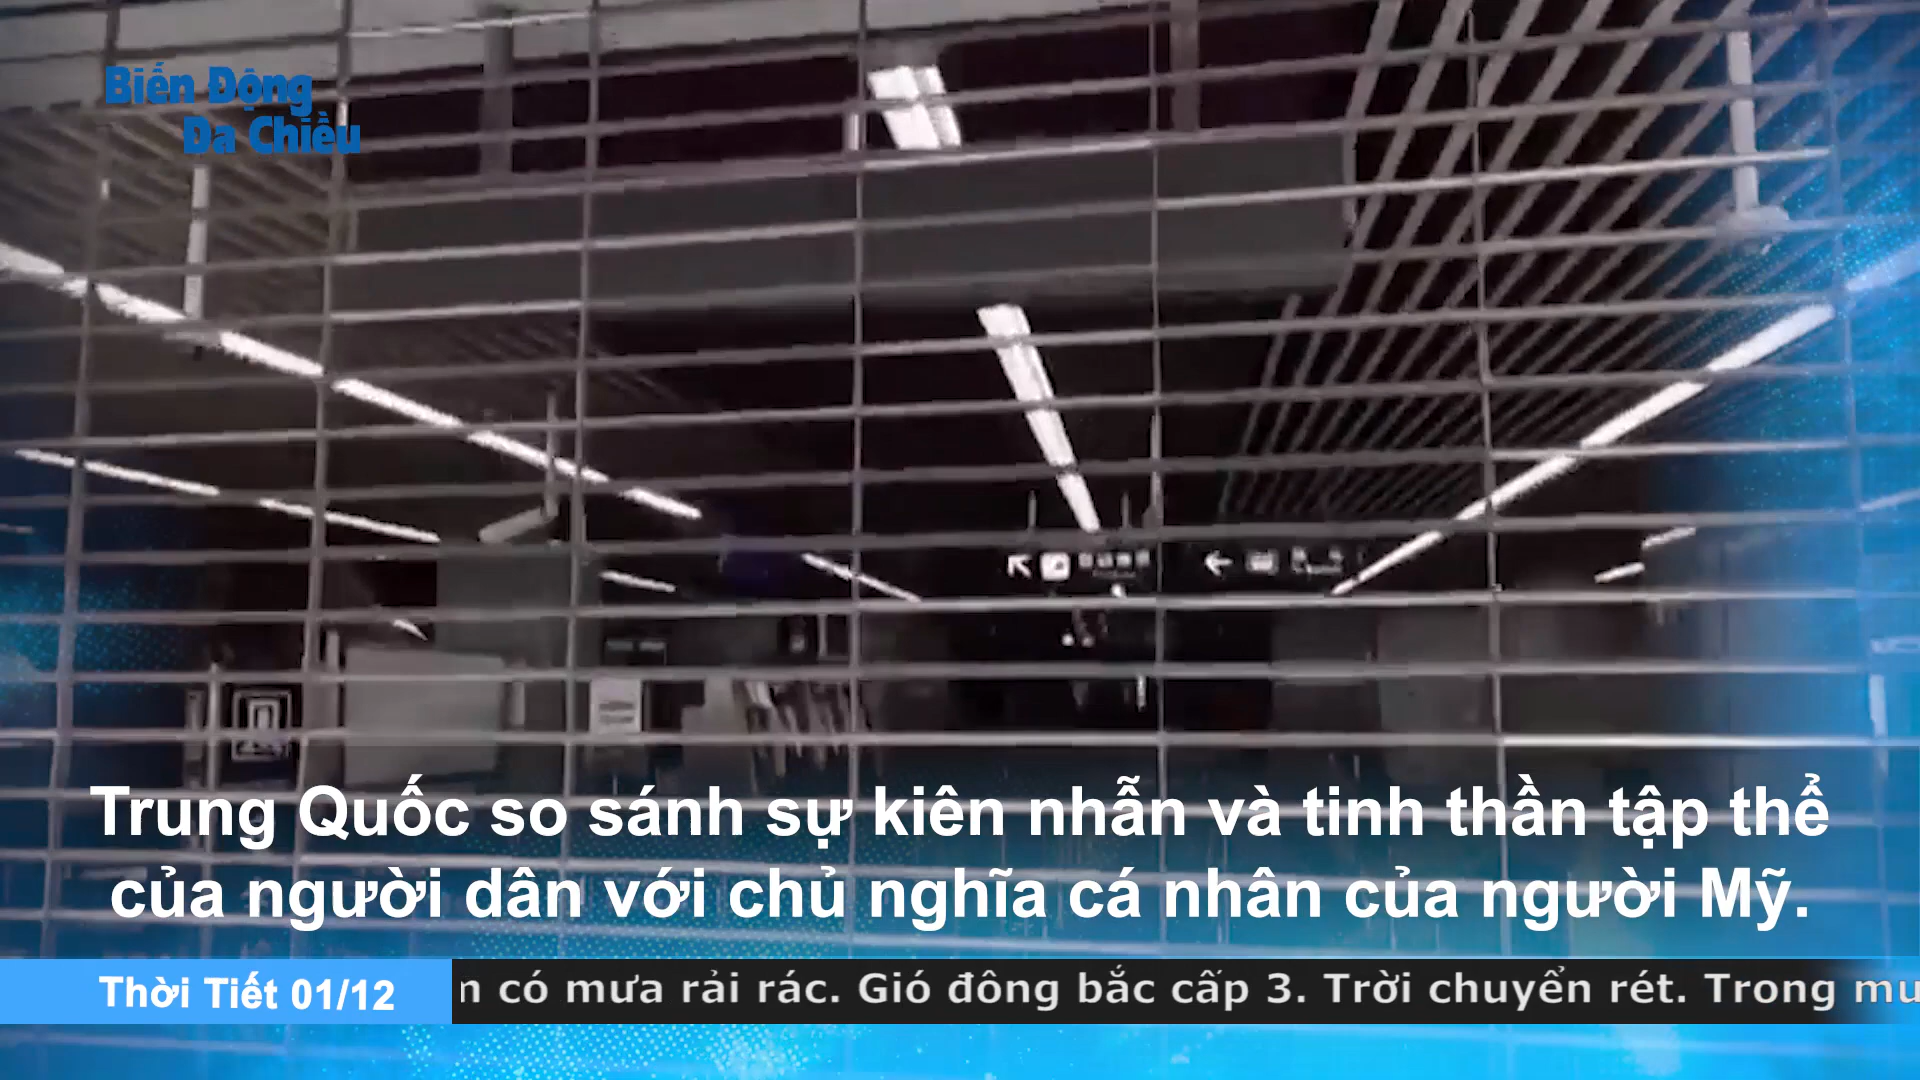 Biến Động
Đa Chiều
Trung Quốc so sánh sự kiên nhẫn và tinh thần tập thể
của người dân với chủ nghĩa cá nhân của người Mỹ.
Thời Tiết 01/12
có mưa rải rác. Gió đông bắc cấp 3. Trời chuyển rét. Trong